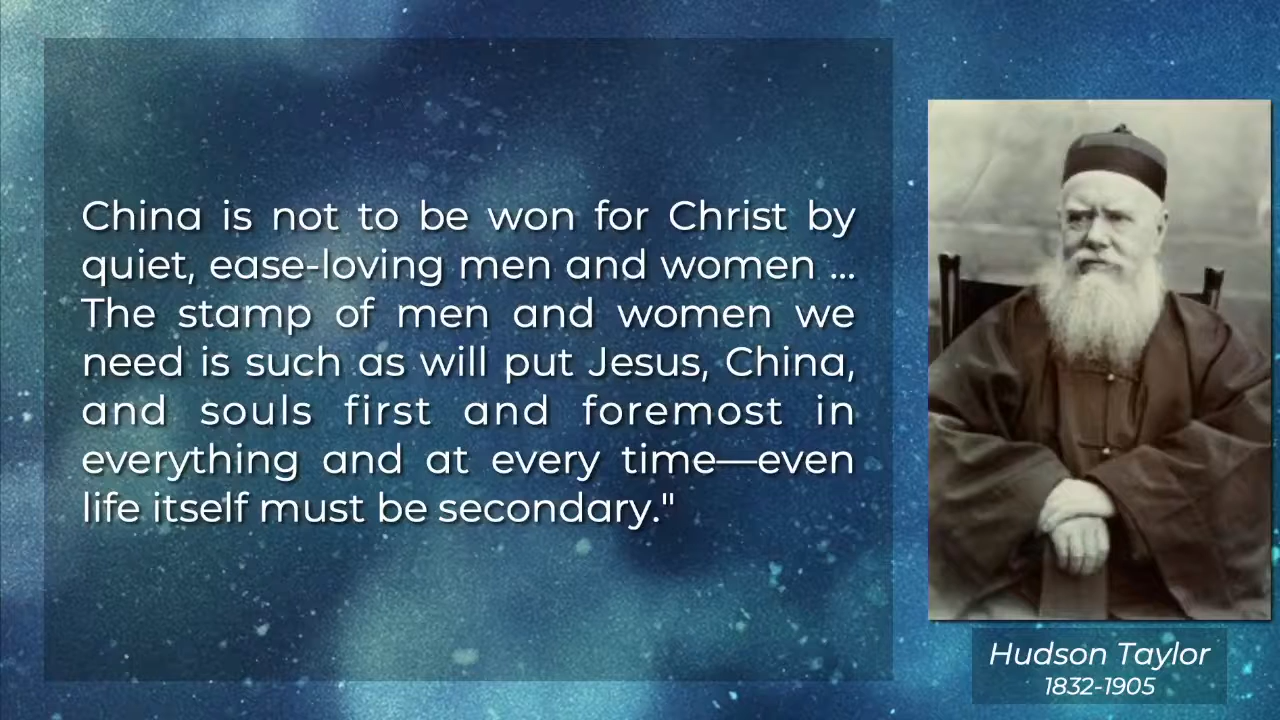 China is not to be won for Christ by
quiet, ease-loving men and women ...
The stamp of men and women we
need is such as will put Jesus, China,
and souls first and foremost in
everything and at every time—even
life itself must be secondary."
Hudson Taylor
1832-1905